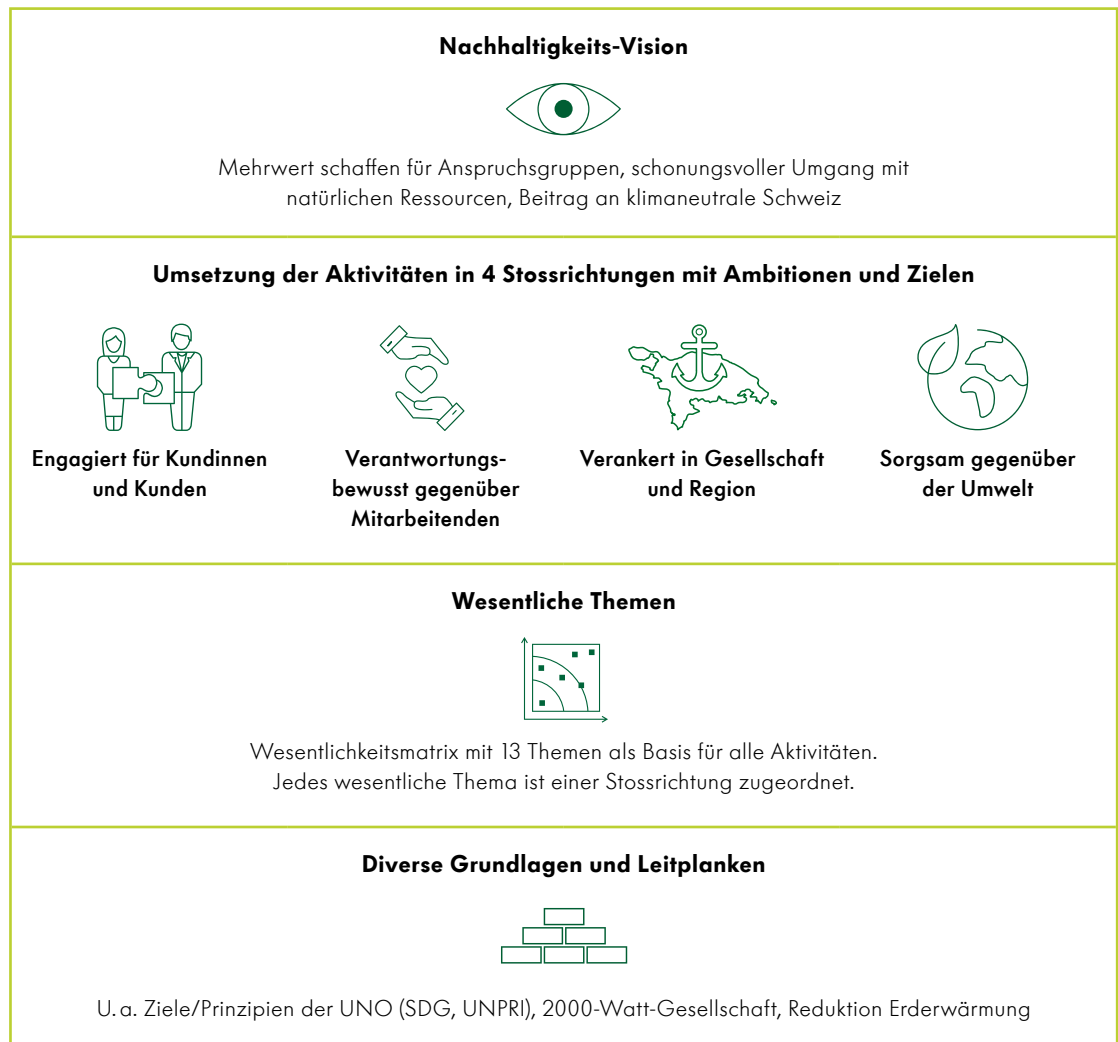 Nachhaltigkeits-Vision
Mehrwert schaffen für Anspruchsgruppen, schonungsvoller Umgang mit
natürlichen Ressourcen, Beitrag an klimaneutrale Schweiz
Umsetzung der Aktivitäten in 4 Stossrichtungen mit Ambitionen und Zielen
Engagiert für Kundinnen
und Kunden
Verantwortungs-
bewusst gegenüber
Mitarbeitenden
Verankert in Gesellschaft
und Region
Sorgsam gegenüber
der Umwelt
Wesentliche Themen
Wesentlichkeitsmatrix mit 13 Themen als Basis für alle Aktivitäten.
Jedes wesentliche Thema ist einer Stossrichtung zugeordnet.
Diverse Grundlagen und Leitplanken
U. a. Ziele/Prinzipien der UNO (SDG, UNPRI), 2000-Watt-Gesellschaft, Reduktion Erderwärmung